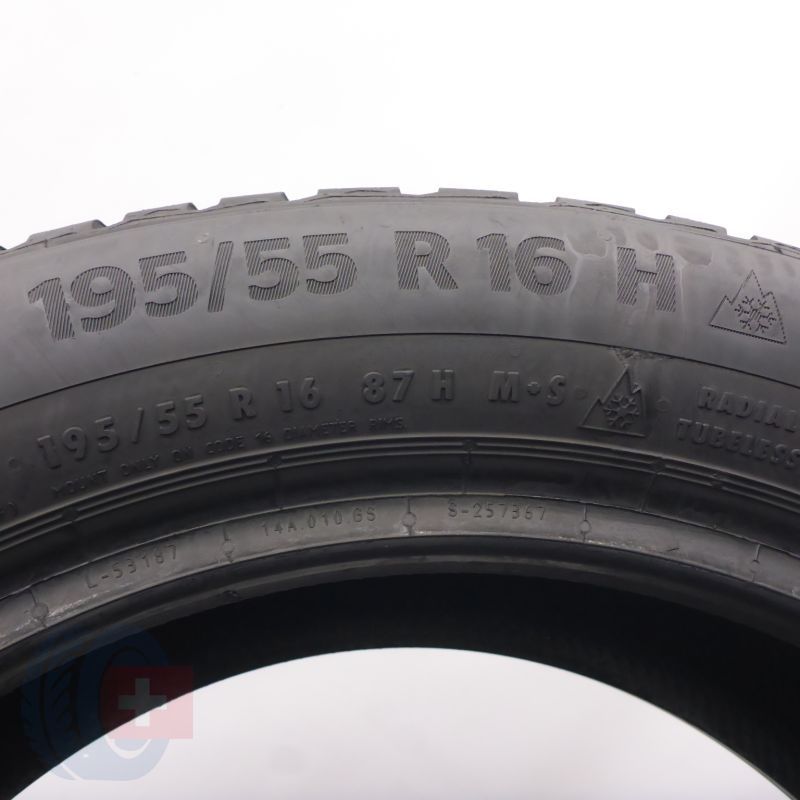 195/55 R 16 H
195/55 R 16 87 H M+S
RADIAL
TUBELESS
MOUNT ONLY ON CODE 16 DIAMETER RIMS.
L-53187
14A.010.GS
S-257367